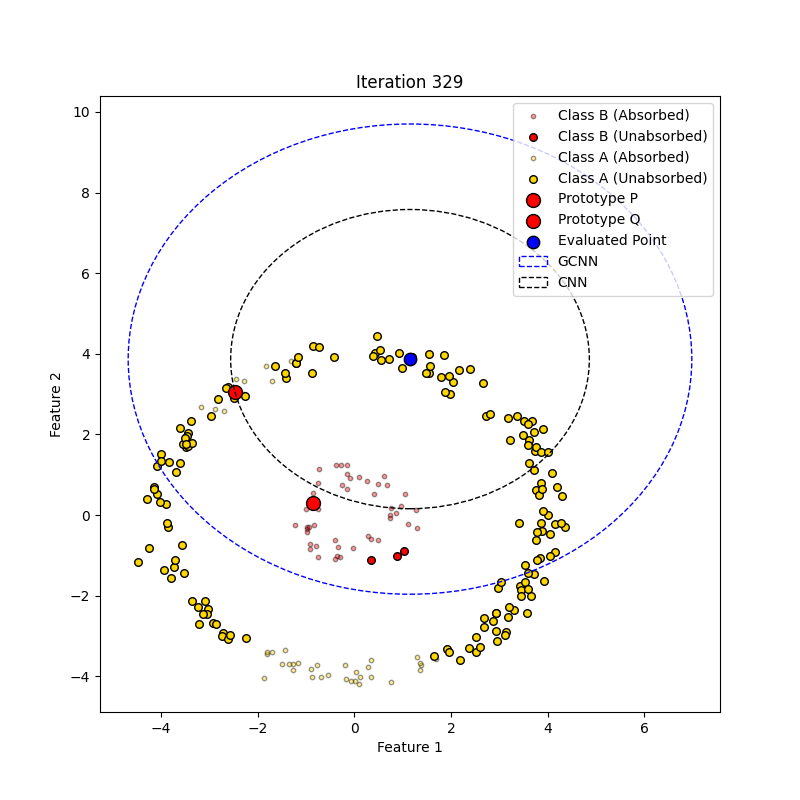 Iteration 329
Class B (Absorbed)
Class B (Unabsorbed)
Class A (Absorbed)
Class A (Unabsorbed)
Prototype P
Prototype Q
Evaluated Point
GCNN
CNN
Feature 2
10
8
6
4
2
0
−2
−4
−4 −2 0 2 4 6
Feature 1